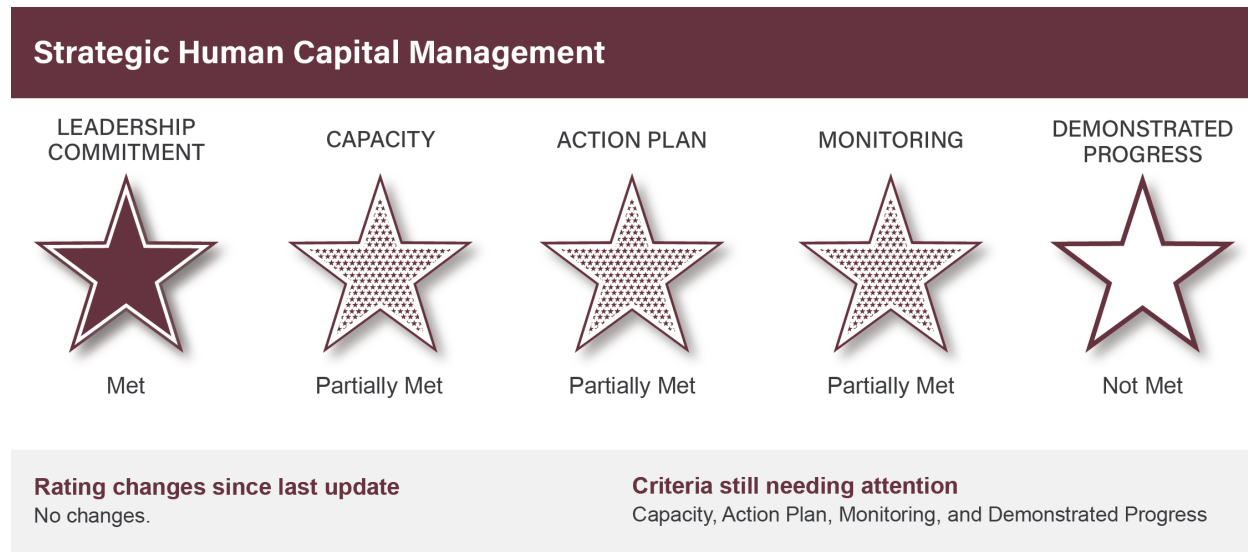 Strategic Human Capital Management
LEADERSHIP
COMMITMENT
CAPACITY
ACTION PLAN
MONITORING
DEMONSTRATED
PROGRESS
Met
Partially Met
Partially Met
Partially Met
Not Met
Rating changes since last update
No changes.
Criteria still needing attention
Capacity, Action Plan, Monitoring, and Demonstrated Progress